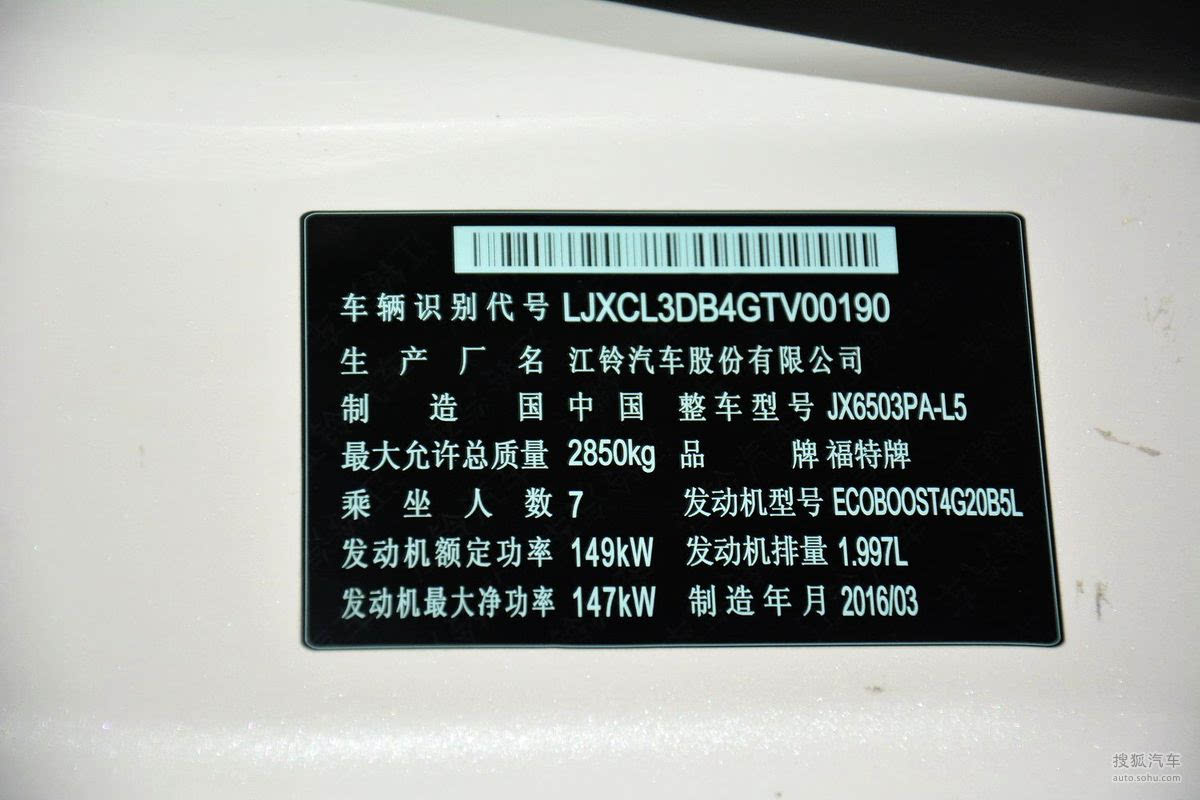 车辆识别代号 LJXCL3DB4GTV00190
生产厂名 江铃汽车股份有限公司
制造国 中国 整车型号 JX6503PA-L5
最大允许总质量 2850kg 品牌 福特牌
乘坐人数 7 发动机型号 ECOBOOST4G20B5L
发动机额定功率 149kW 发动机排量 1.997L
发动机最大净功率 147kW 制造年月 2016/03
搜狐汽车
auto.sohu.com